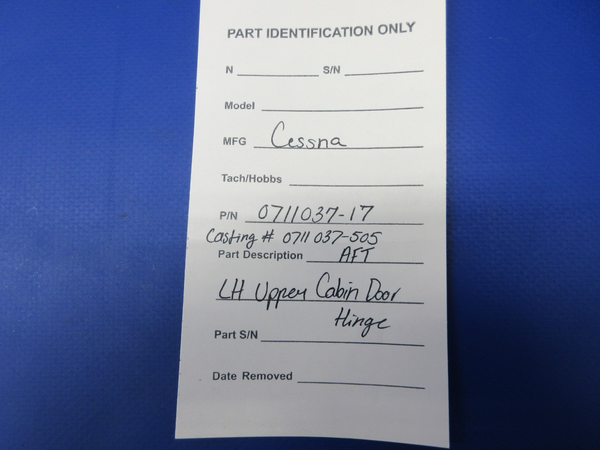 PART IDENTIFICATION ONLY
N S/N
Model
MFG Cessna
Tach/Hobbs
P/N 0711037-17
Casting # 0711037-505
Part Description AFT
LH Upper Cabin Door
Hinge
Part S/N
Date Removed